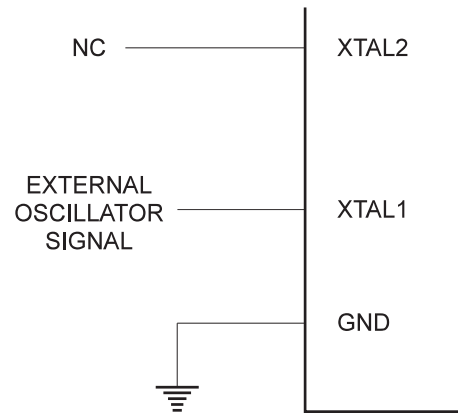 NC
XTAL2
EXTERNAL
OSCILLATOR
SIGNAL
XTAL1
GND